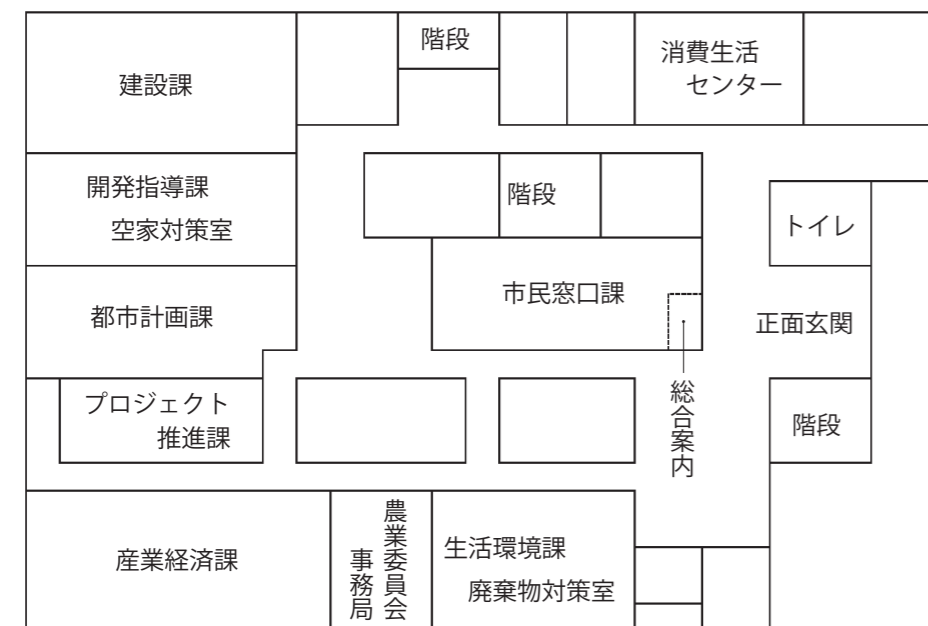 階段
建設課
消費生活
センター
開発指導課
空家対策室
階段
トイレ
市民窓口課
都市計画課
正面玄関
総合案内
プロジェクト
推進課
階段
産業経済課
農業委員会
事務局
生活環境課
廃棄物対策室